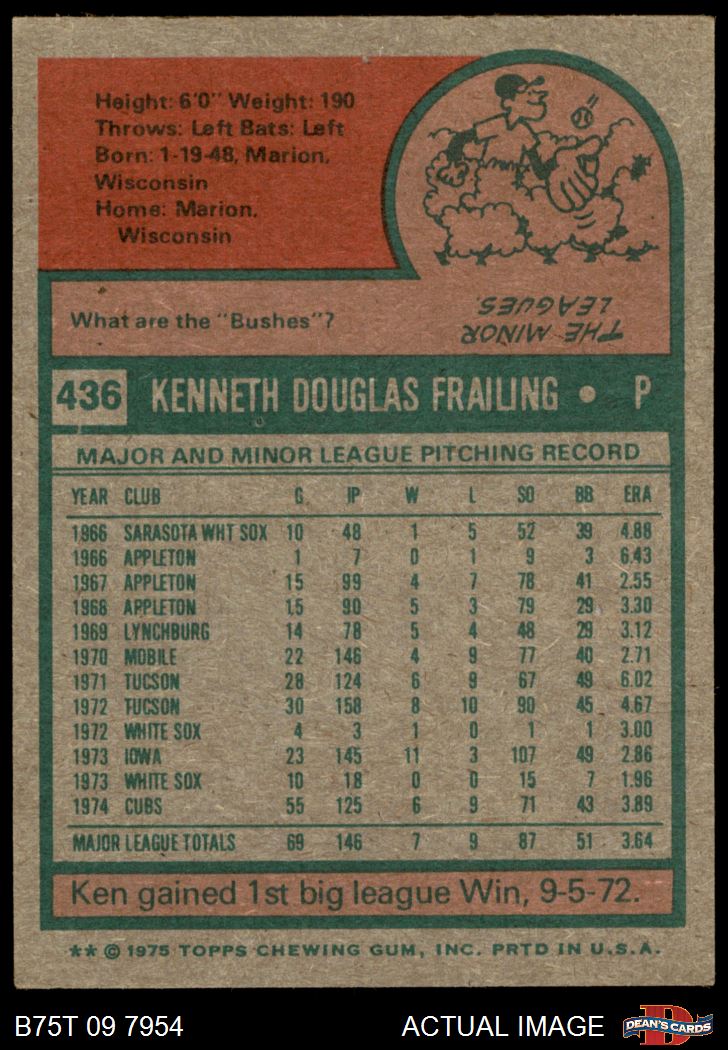 Height: 6'0" Weight: 190
Throws: Left Bats: Left
Born: 1-19-48, Marion,
Wisconsin
Home: Marion,
Wisconsin
What are the "Bushes"?
THE MINOR
LEAGUES.
436 KENNETH DOUGLAS FRAILING • P
MAJOR AND MINOR LEAGUE PITCHING RECORD
YEAR CLUB G IP W L SO BB ERA
1966 SARASOTA WHT SOX 10 48 1 5 52 39 4.88
1966 APPLETON 1 7 0 1 9 3 6.43
1967 APPLETON 15 99 4 7 78 41 2.55
1968 APPLETON 15 90 5 3 79 29 3.30
1969 LYNCHBURG 14 78 5 4 48 29 3.12
1970 MOBILE 22 146 4 9 77 40 2.71
1971 TUCSON 28 124 6 9 67 49 6.02
1972 TUCSON 30 158 8 10 90 45 4.67
1972 WHITE SOX 4 3 1 0 1 1 3.00
1973 IOWA 23 145 11 3 107 49 2.86
1973 WHITE SOX 10 18 0 0 15 7 1.96
1974 CUBS 55 125 6 9 71 43 3.89
MAJOR LEAGUE TOTALS 69 146 7 9 87 51 3.64
Ken gained 1st big league Win, 9-5-72.
** © 1975 TOPPS CHEWING GUM, INC. PRTD IN U.S.A.
B75T 09 7954 ACTUAL IMAGE
D
DEAN'S CARDS